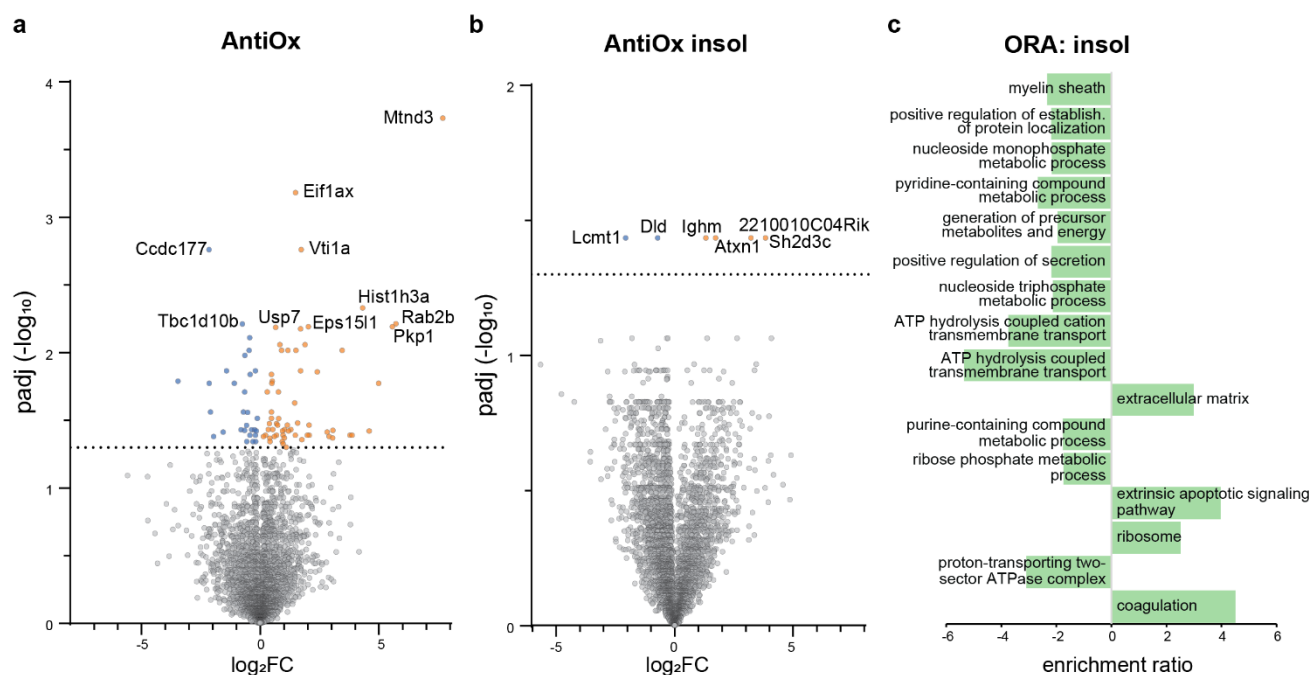 a
AntiOx
4
3
2
1
0
padj (-log₁₀)
-5
0
5
log₂FC
Mtnd3
Eif1ax
Ccdc177
Vti1a
Hist1h3a
Tbc1d10b
Usp7
Eps15l1
Rab2b
Pkp1
b
AntiOx insol
2
1
0
padj (-log₁₀)
-5
0
5
log₂FC
Lcmt1
Dld
Ighm
2210010C04Rik
Atxn1
Sh2d3c
c
ORA: insol
myelin sheath
positive regulation of establish.
of protein localization
nucleoside monophosphate
metabolic process
pyridine-containing compound
metabolic process
generation of precursor
metabolites and energy
positive regulation of secretion
nucleoside triphosphate
metabolic process
ATP hydrolysis coupled cation
transmembrane transport
ATP hydrolysis coupled
transmembrane transport
extracellular matrix
purine-containing compound
metabolic process
ribose phosphate metabolic
process
extrinsic apoptotic signaling
pathway
ribosome
proton-transporting two-
sector ATPase complex
coagulation
-6
-4
-2
0
2
4
6
enrichment ratio